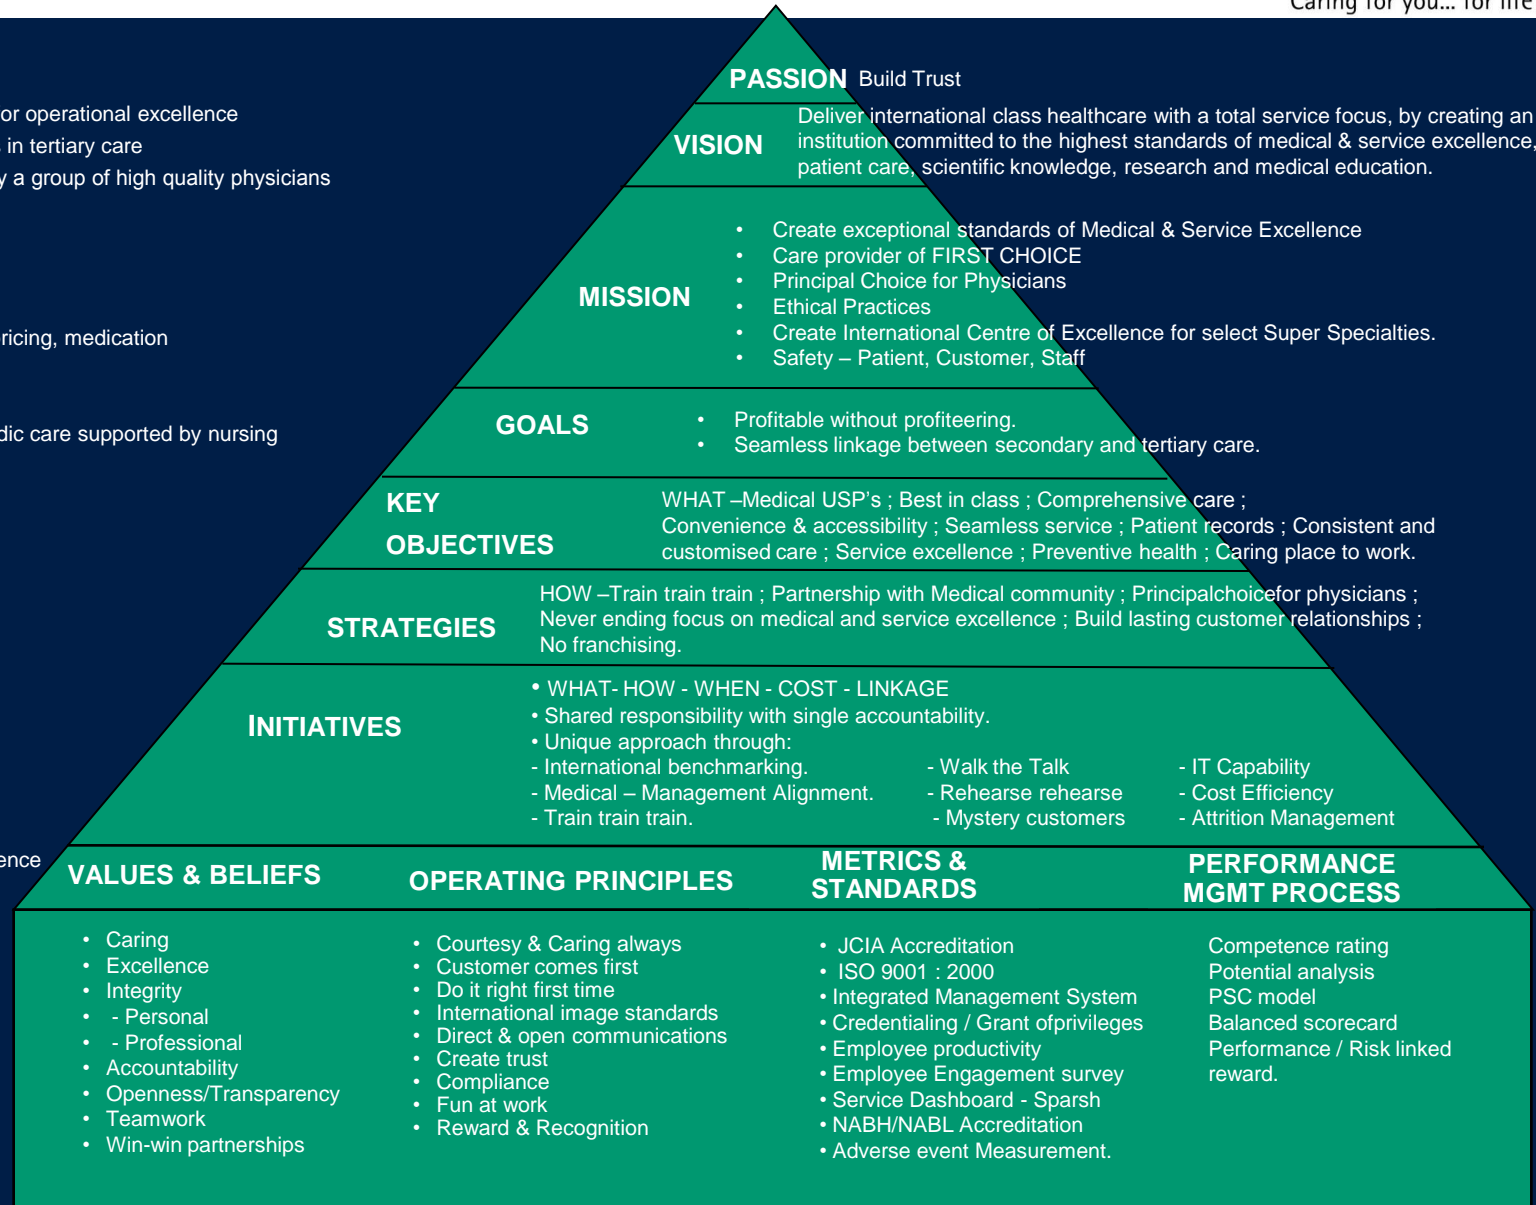 Caring for you... for life
PASSION Build Trust
or operational excellence
in tertiary care
y a group of high quality physicians
ricing, medication
dic care supported by nursing
ence
VISION
Deliver international class healthcare with a total service focus, by creating an
institution committed to the highest standards of medical & service excellence,
patient care, scientific knowledge, research and medical education.
MISSION
• Create exceptional standards of Medical & Service Excellence
• Care provider of FIRST CHOICE
• Principal Choice for Physicians
• Ethical Practices
• Create International Centre of Excellence for select Super Specialties.
• Safety – Patient, Customer, Staff
GOALS
• Profitable without profiteering.
• Seamless linkage between secondary and tertiary care.
KEY
OBJECTIVES
WHAT –Medical USP's ; Best in class ; Comprehensive care ;
Convenience & accessibility ; Seamless service ; Patient records ; Consistent and
customised care ; Service excellence ; Preventive health ; Caring place to work.
STRATEGIES
HOW –Train train train ; Partnership with Medical community ; Principalchoicefor physicians ;
Never ending focus on medical and service excellence ; Build lasting customer relationships ;
No franchising.
INITIATIVES
• WHAT- HOW - WHEN - COST - LINKAGE
• Shared responsibility with single accountability.
• Unique approach through:
- International benchmarking. - Walk the Talk - IT Capability
- Medical – Management Alignment. - Rehearse rehearse - Cost Efficiency
- Train train train. - Mystery customers - Attrition Management
VALUES & BELIEFS
• Caring
• Excellence
• Integrity
• - Personal
• - Professional
• Accountability
• Openness/Transparency
• Teamwork
• Win-win partnerships
OPERATING PRINCIPLES
• Courtesy & Caring always
• Customer comes first
• Do it right first time
• International image standards
• Direct & open communications
• Create trust
• Compliance
• Fun at work
• Reward & Recognition
METRICS &
STANDARDS
• JCIA Accreditation
• ISO 9001 : 2000
• Integrated Management System
• Credentialing / Grant ofprivileges
• Employee productivity
• Employee Engagement survey
• Service Dashboard - Sparsh
• NABH/NABL Accreditation
• Adverse event Measurement.
PERFORMANCE
MGMT PROCESS
Competence rating
Potential analysis
PSC model
Balanced scorecard
Performance / Risk linked
reward.